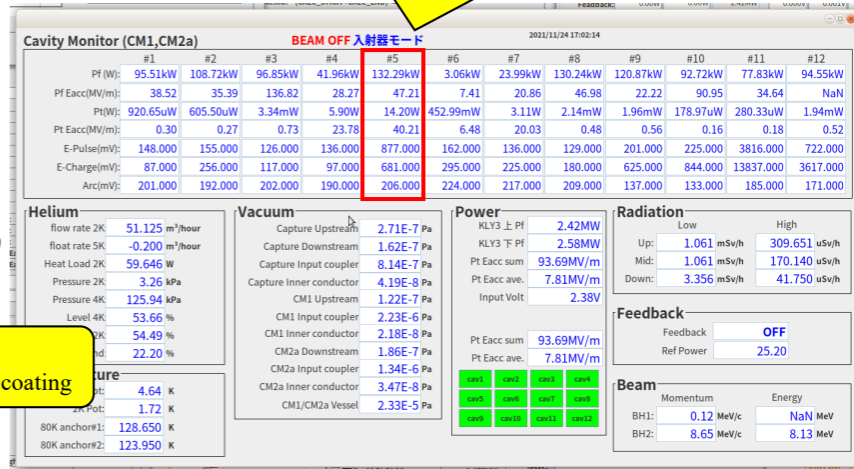 Feedback:
Cavity Monitor (CM1,CM2a) BEAM OFF 入射器モード 2021/11/24 17:02:14
#1 #2 #3 #4 #5 #6 #7 #8 #9 #10 #11 #12
Pf (W): 95.51kW 108.72kW 96.85kW 41.96kW 132.29kW 3.06kW 23.99kW 130.24kW 120.87kW 92.72kW 77.83kW 94.55kW
Pf Eacc(MV/m): 38.52 35.39 136.82 28.27 47.21 7.41 20.86 46.98 22.22 90.95 34.64 NaN
Pt(W): 920.65uW 605.50uW 3.34mW 5.90W 14.20W 452.99mW 3.11W 2.14mW 1.96mW 178.97uW 280.33uW 1.94mW
Pt Eacc(MV/m): 0.30 0.27 0.73 23.78 40.21 6.48 20.03 0.48 0.56 0.16 0.18 0.52
E-Pulse(mV): 148.000 155.000 126.000 136.000 877.000 162.000 136.000 129.000 201.000 225.000 3816.000 722.000
E-Charge(mV): 87.000 256.000 117.000 97.000 681.000 295.000 225.000 180.000 625.000 844.000 13837.000 3617.000
Arc(mV): 201.000 192.000 202.000 190.000 206.000 224.000 217.000 209.000 137.000 133.000 185.000 171.000
Helium
flow rate 2K: 51.125 m³/hour
float rate 5K: -0.200 m³/hour
Heat Load 2K: 59.646 W
Pressure 2K: 3.26 kPa
Pressure 4K: 125.94 kPa
Level 4K: 53.66 %
2K: 54.49 %
nd: 22.20 %
coating
ture
ot: 4.64 K
2K Pot: 1.72 K
80K anchor#1: 128.650 K
80K anchor#2: 123.950 K
Vacuum
Capture Upstream 2.71E-7 Pa
Capture Downstream 1.62E-7 Pa
Capture Input coupler 8.14E-7 Pa
Capture Inner conductor 4.19E-8 Pa
CM1 Upstream 1.22E-7 Pa
CM1 Input coupler 2.23E-6 Pa
CM1 Inner conductor 2.18E-8 Pa
CM2a Downstream 1.86E-7 Pa
CM2a Input coupler 1.34E-6 Pa
CM2a Inner conductor 3.47E-8 Pa
CM1/CM2a Vessel 2.33E-5 Pa
Power
KLY3 上 Pf 2.42MW
KLY3 下 Pf 2.58MW
Pt Eacc sum 93.69MV/m
Pt Eacc ave. 7.81MV/m
Input Volt 2.38V
Pt Eacc sum 93.69MV/m
Pt Eacc ave. 7.81MV/m
cav1 cav2 cav3 cav4
cav5 cav6 cav7 cav8
cav9 cav10 cav11 cav12
Radiation
Low High
Up: 1.061 mSv/h 309.651 uSv/h
Mid: 1.061 mSv/h 170.140 uSv/h
Down: 3.356 mSv/h 41.750 uSv/h
Feedback
Feedback OFF
Ref Power 25.20
Beam
Momentum Energy
BH1: 0.12 MeV/c NaN MeV
BH2: 8.65 MeV/c 8.13 MeV